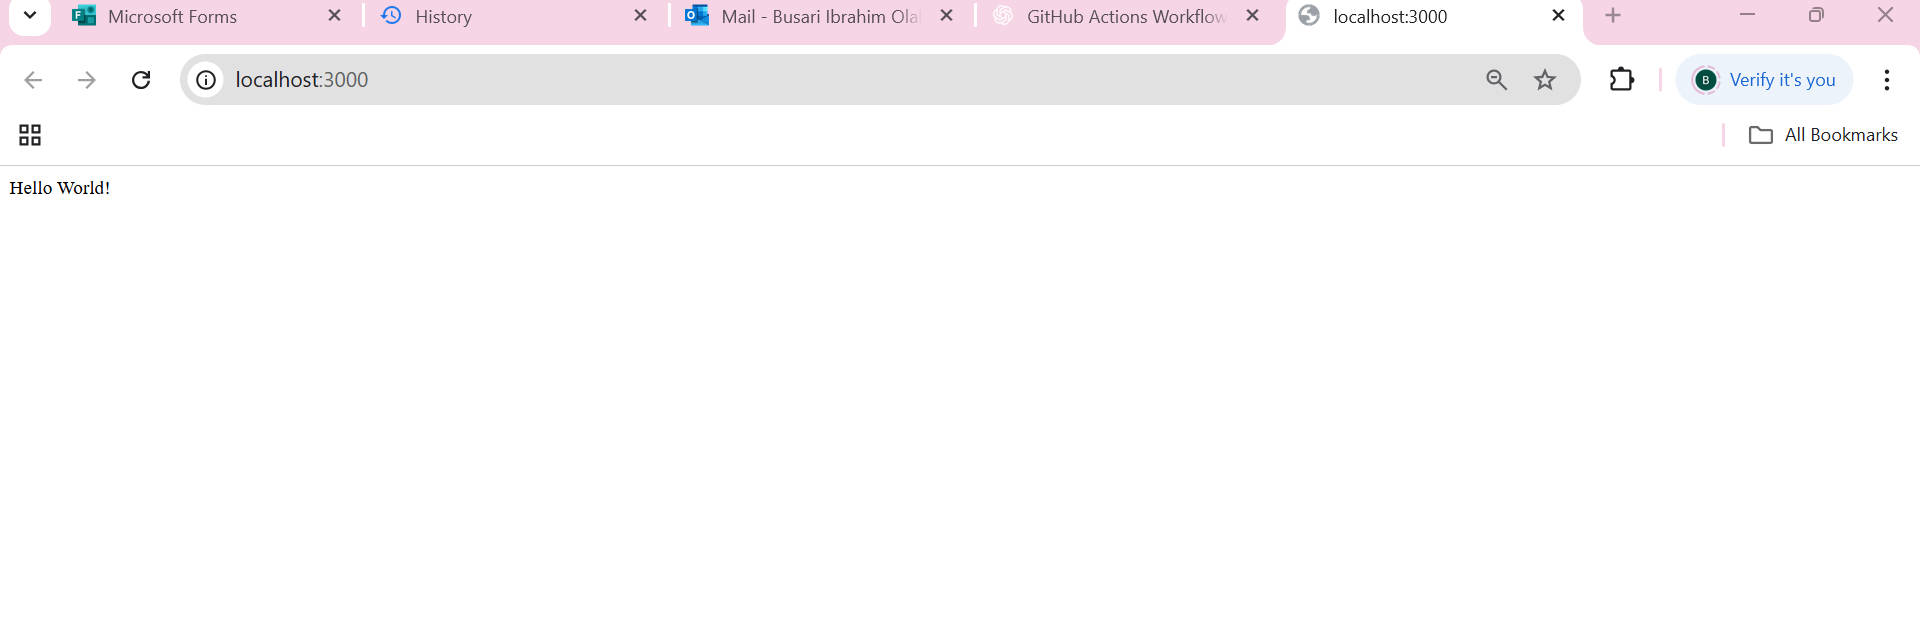 Microsoft Forms
History
Mail - Busari Ibrahim Ola
GitHub Actions Workflow
localhost:3000
localhost:3000
B
Verify it's you
All Bookmarks
Hello World!